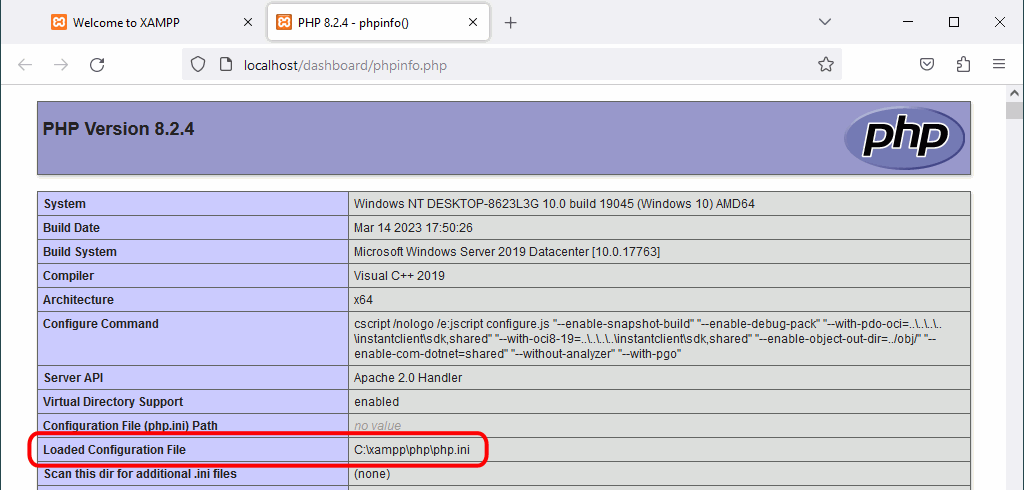 Welcome to XAMPP
PHP 8.2.4 - phpinfo()
localhost/dashboard/phpinfo.php
PHP Version 8.2.4
php
System Windows NT DESKTOP-8623L3G 10.0 build 19045 (Windows 10) AMD64
Build Date Mar 14 2023 17:50:26
Build System Microsoft Windows Server 2019 Datacenter [10.0.17763]
Compiler Visual C++ 2019
Architecture x64
Configure Command cscript /nologo /e:jscript configure.js "--enable-snapshot-build" "--enable-debug-pack" "--with-pdo-oci=..\..\..\..
\instantclient\sdk,shared" "--with-oci8-19=..\..\..\..\instantclient\sdk,shared" "--enable-object-out-dir=../obj/" "--
enable-com-dotnet=shared" "--without-analyzer" "--with-pgo"
Server API Apache 2.0 Handler
Virtual Directory Support enabled
Configuration File (php.ini) Path no value
Loaded Configuration File C:\xampp\php\php.ini
Scan this dir for additional .ini files (none)